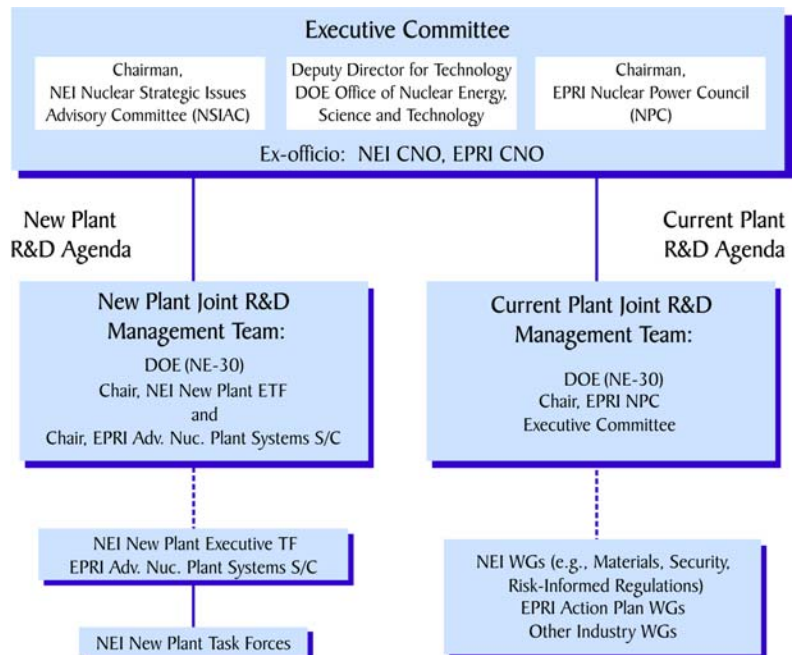 Executive Committee
Chairman,
NEI Nuclear Strategic Issues
Advisory Committee (NSIAC)
Deputy Director for Technology
DOE Office of Nuclear Energy,
Science and Technology
Chairman,
EPRI Nuclear Power Council
(NPC)
Ex-officio: NEI CNO, EPRI CNO
New Plant
R&D Agenda
Current Plant
R&D Agenda
New Plant Joint R&D
Management Team:
DOE (NE-30)
Chair, NEI New Plant ETF
and
Chair, EPRI Adv. Nuc. Plant Systems S/C
Current Plant Joint R&D
Management Team:
DOE (NE-30)
Chair, EPRI NPC
Executive Committee
NEI New Plant Executive TF
EPRI Adv. Nuc. Plant Systems S/C
NEI New Plant Task Forces
NEI WGs (e.g., Materials, Security,
Risk-Informed Regulations)
EPRI Action Plan WGs
Other Industry WGs